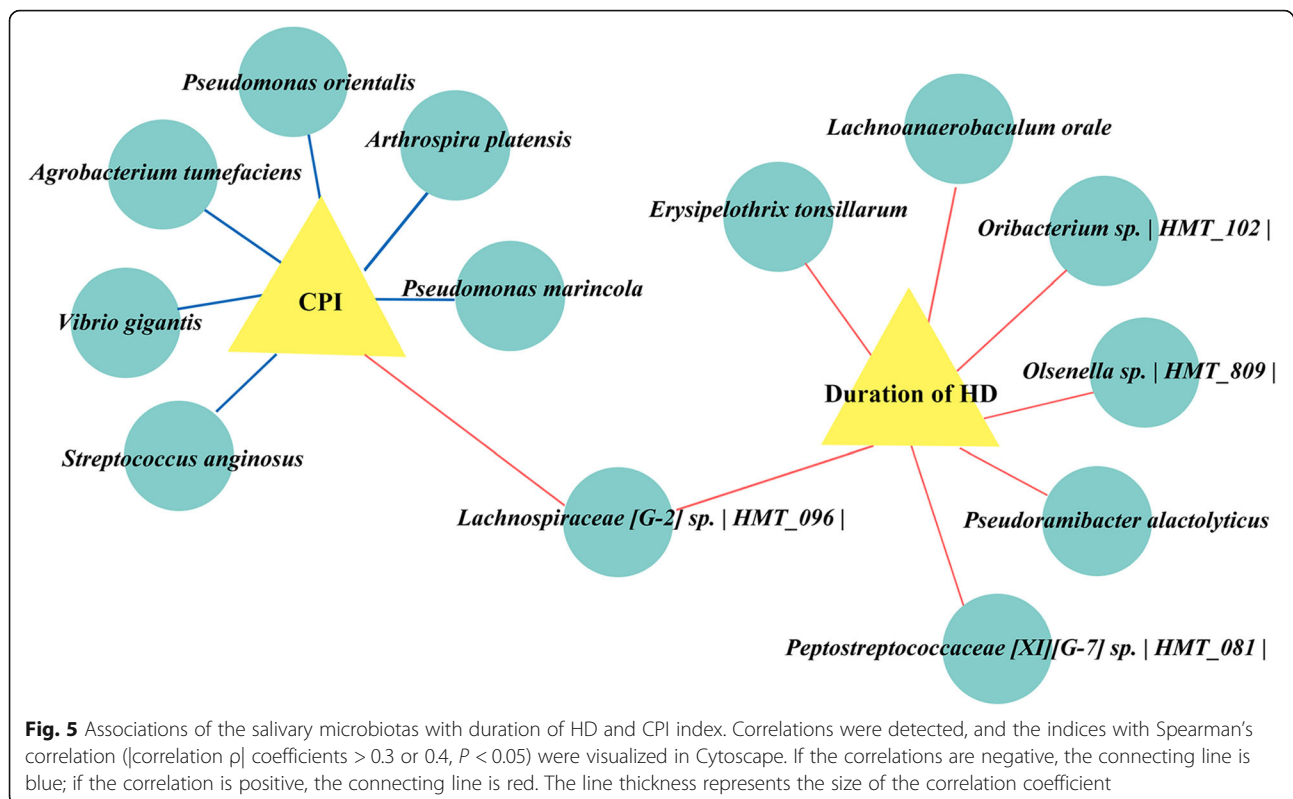 Pseudomonas orientalis
Arthrospira platensis
Agrobacterium tumefaciens
CPI
Pseudomonas marincola
Vibrio gigantis
Streptococcus anginosus
Lachnoanaerobaculum orale
Erysipelothrix tonsillarum
Oribacterium sp. | HMT_102 |
Olsenella sp. | HMT_809 |
Duration of HD
Lachnospiraceae [G-2] sp. | HMT_096 |
Pseudoramibacter alactolyticus
Peptostreptococcaceae [XI][G-7] sp. | HMT_081 |
Fig. 5 Associations of the salivary microbiotas with duration of HD and CPI index. Correlations were detected, and the indices with Spearman's
correlation (|correlation ρ| coefficients > 0.3 or 0.4, P < 0.05) were visualized in Cytoscape. If the correlations are negative, the connecting line is
blue; if the correlation is positive, the connecting line is red. The line thickness represents the size of the correlation coefficient